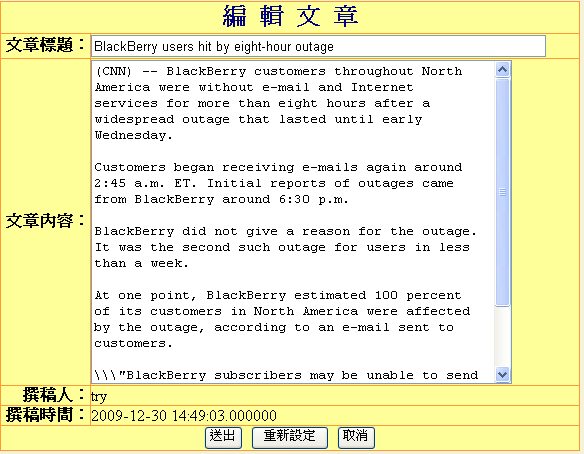 編 輯 文 章
文章標題： BlackBerry users hit by eight-hour outage
文章內容：
(CNN) -- BlackBerry customers throughout North
America were without e-mail and Internet
services for more than eight hours after a
widespread outage that lasted until early
Wednesday.
Customers began receiving e-mails again around
2:45 a.m. ET. Initial reports of outages came
from BlackBerry around 6:30 p.m.
BlackBerry did not give a reason for the outage.
It was the second such outage for users in less
than a week.
At one point, BlackBerry estimated 100 percent
of its customers in North America were affected
by the outage, according to an e-mail sent to
customers.
\\\"BlackBerry subscribers may be unable to send
撰稿人： try
撰稿時間： 2009-12-30 14:49:03.000000
送出 重新設定 取消